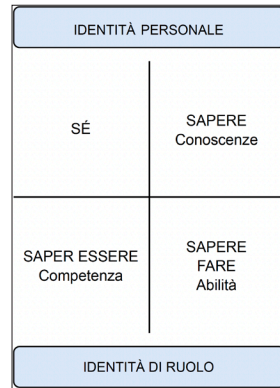 IDENTITÀ PERSONALE
SÉ
SAPERE
Conoscenze
SAPER ESSERE
Competenza
SAPERE
FARE
Abilità
IDENTITÀ DI RUOLO